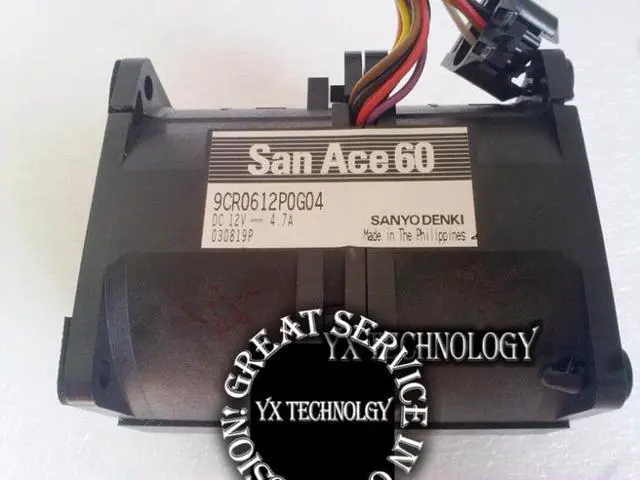 San Ace 60
9CR0612P0G04
DC 12V⎓ 4.7A
030819P
SANYO DENKI
Made in The Philippines
YX TECHNOLOGY
GREAT SERVICE IN
YX TECHNOLGY